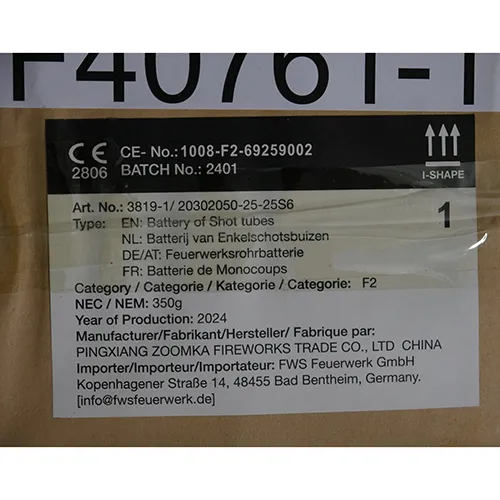 F40761-1
CE- No.:1008-F2-69259002
2806 BATCH No.: 2401
I-SHAPE
Art. No.: 3819-1/ 20302050-25-25S6
1
Type: EN: Battery of Shot tubes
NL: Batterij van Enkelschotsbuizen
DE/AT: Feuerwerksrohrbatterie
FR: Batterie de Monocoups
Category / Categorie / Kategorie / Categorie: F2
NEC / NEM: 350g
Year of Production: 2024
Manufacturer/Fabrikant/Hersteller/ Fabrique par:
PINGXIANG ZOOMKA FIREWORKS TRADE CO., LTD CHINA
Importer/Importeur/Importateur: FWS Feuerwerk GmbH
Kopenhagener Straße 14, 48455 Bad Bentheim, Germany.
[info@fwsfeuerwerk.de]